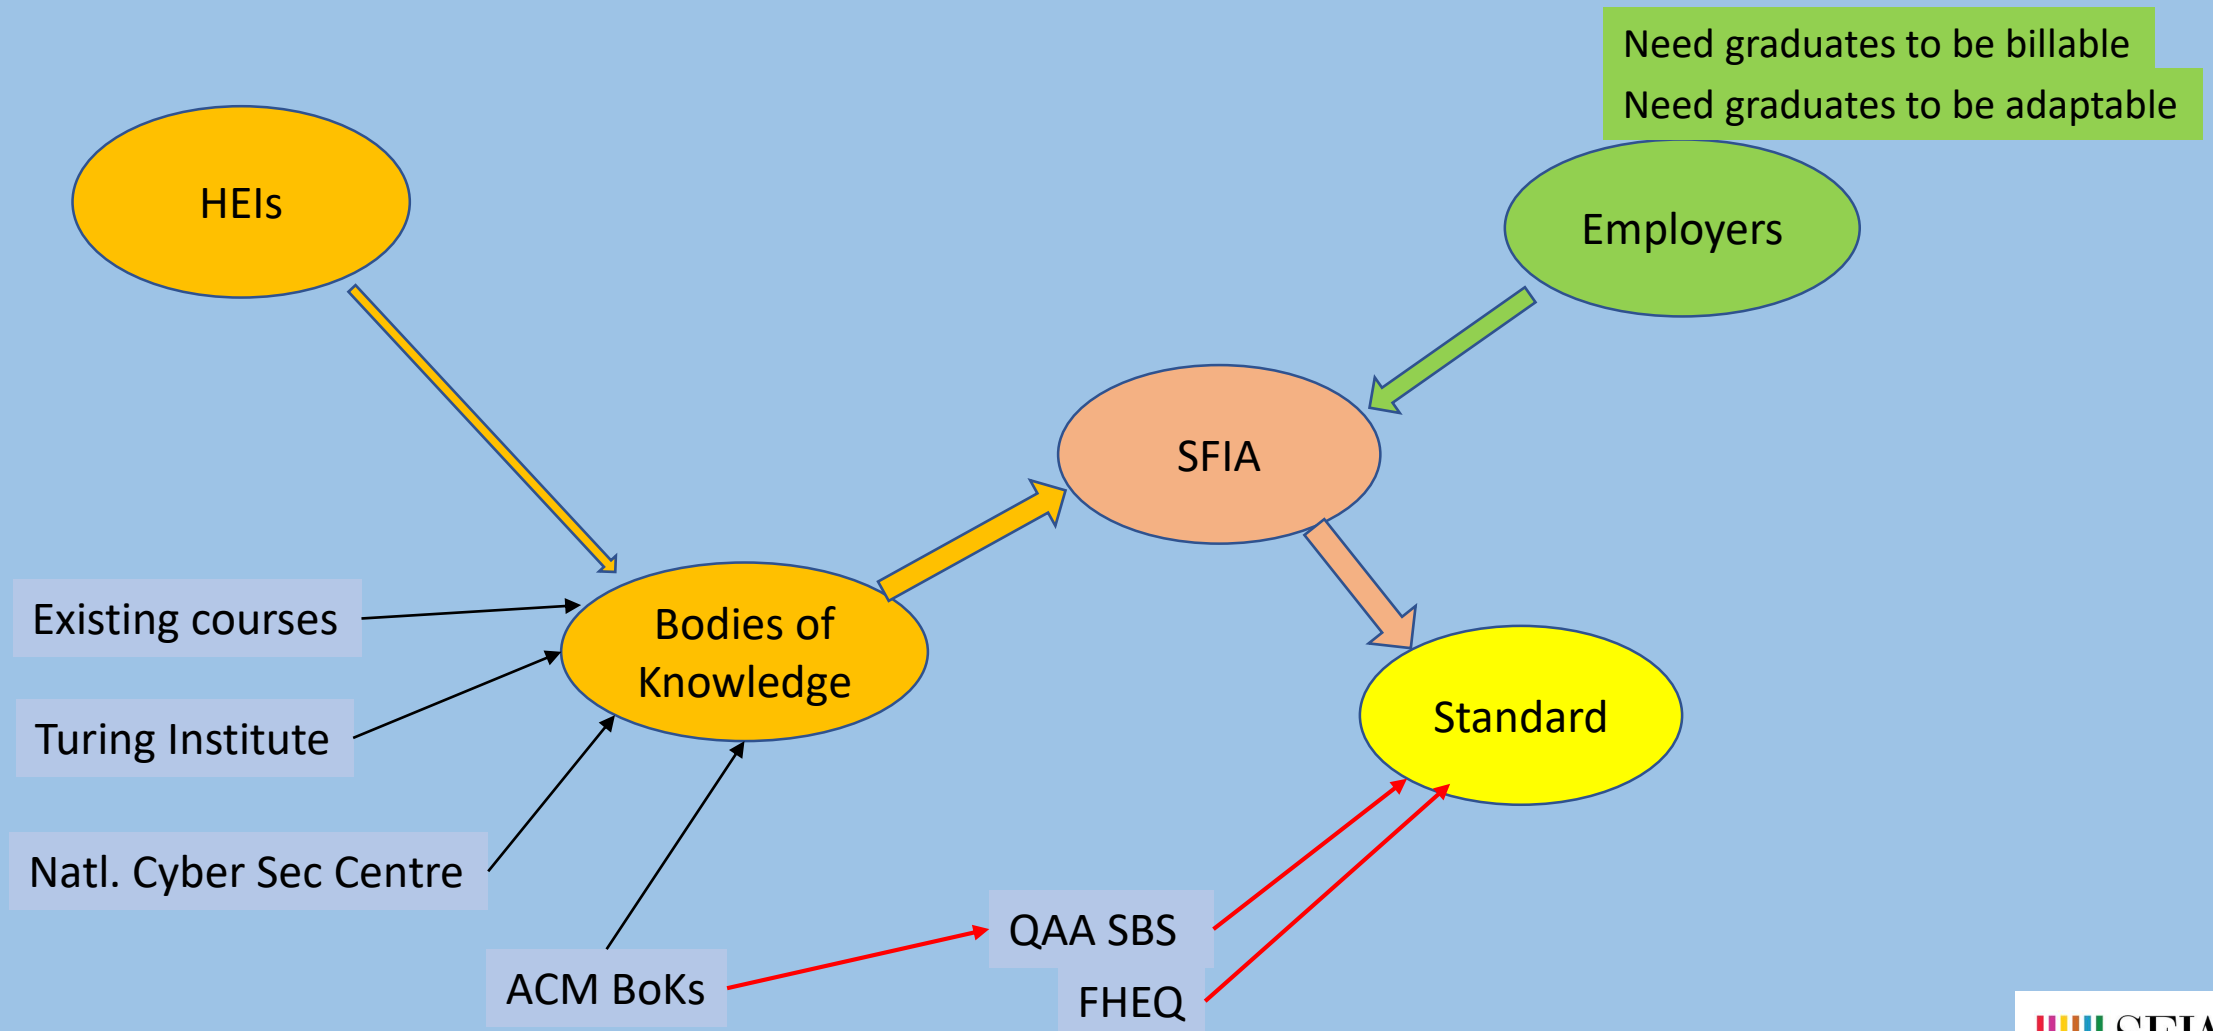 Need graduates to be billable
Need graduates to be adaptable
HEIs
Employers
SFIA
Existing courses
Bodies of
Knowledge
Turing Institute
Standard
Natl. Cyber Sec Centre
QAA SBS
ACM BoKs
FHEQ
SFIA